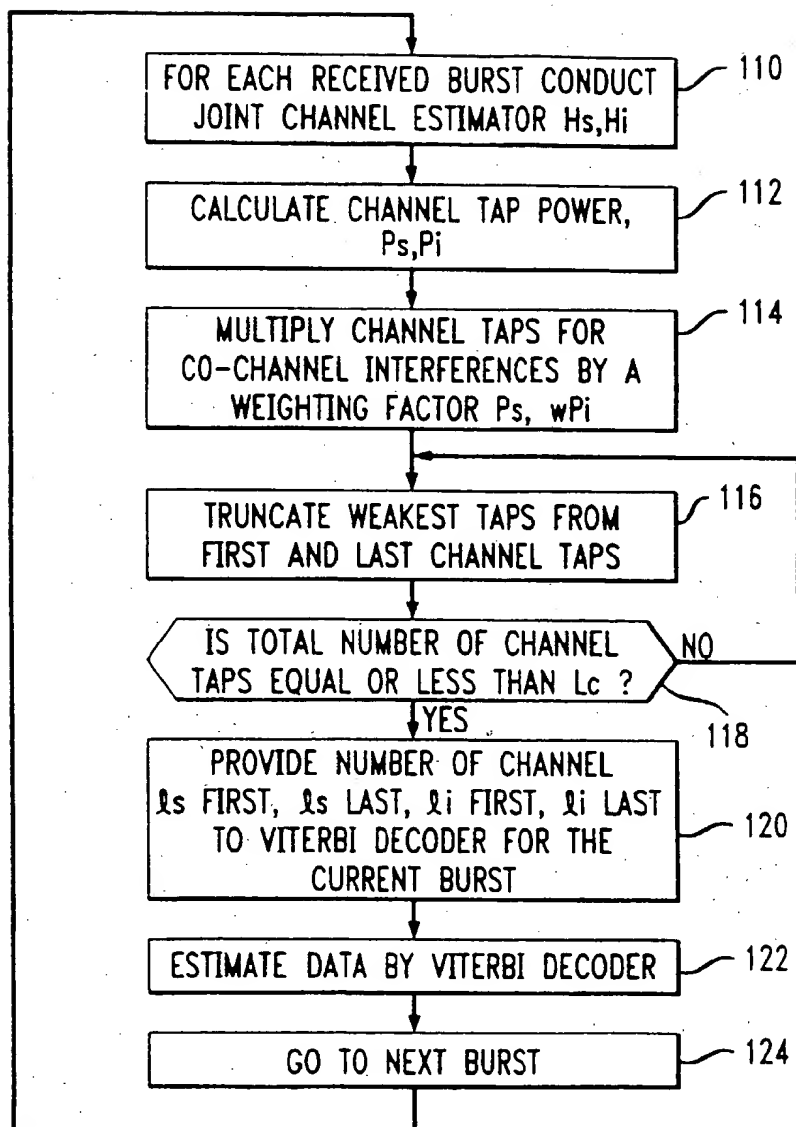 FOR EACH RECEIVED BURST CONDUCT
JOINT CHANNEL ESTIMATOR Hs,Hi
110
CALCULATE CHANNEL TAP POWER,
Ps,Pi
112
MULTIPLY CHANNEL TAPS FOR
CO-CHANNEL INTERFERENCES BY A
WEIGHTING FACTOR Ps, wPi
114
TRUNCATE WEAKEST TAPS FROM
FIRST AND LAST CHANNEL TAPS
116
IS TOTAL NUMBER OF CHANNEL
TAPS EQUAL OR LESS THAN Lc ?
NO
118
YES
PROVIDE NUMBER OF CHANNEL
ℓs FIRST, ℓs LAST, ℓi FIRST, ℓi LAST
TO VITERBI DECODER FOR THE
CURRENT BURST
120
ESTIMATE DATA BY VITERBI DECODER
122
GO TO NEXT BURST
124